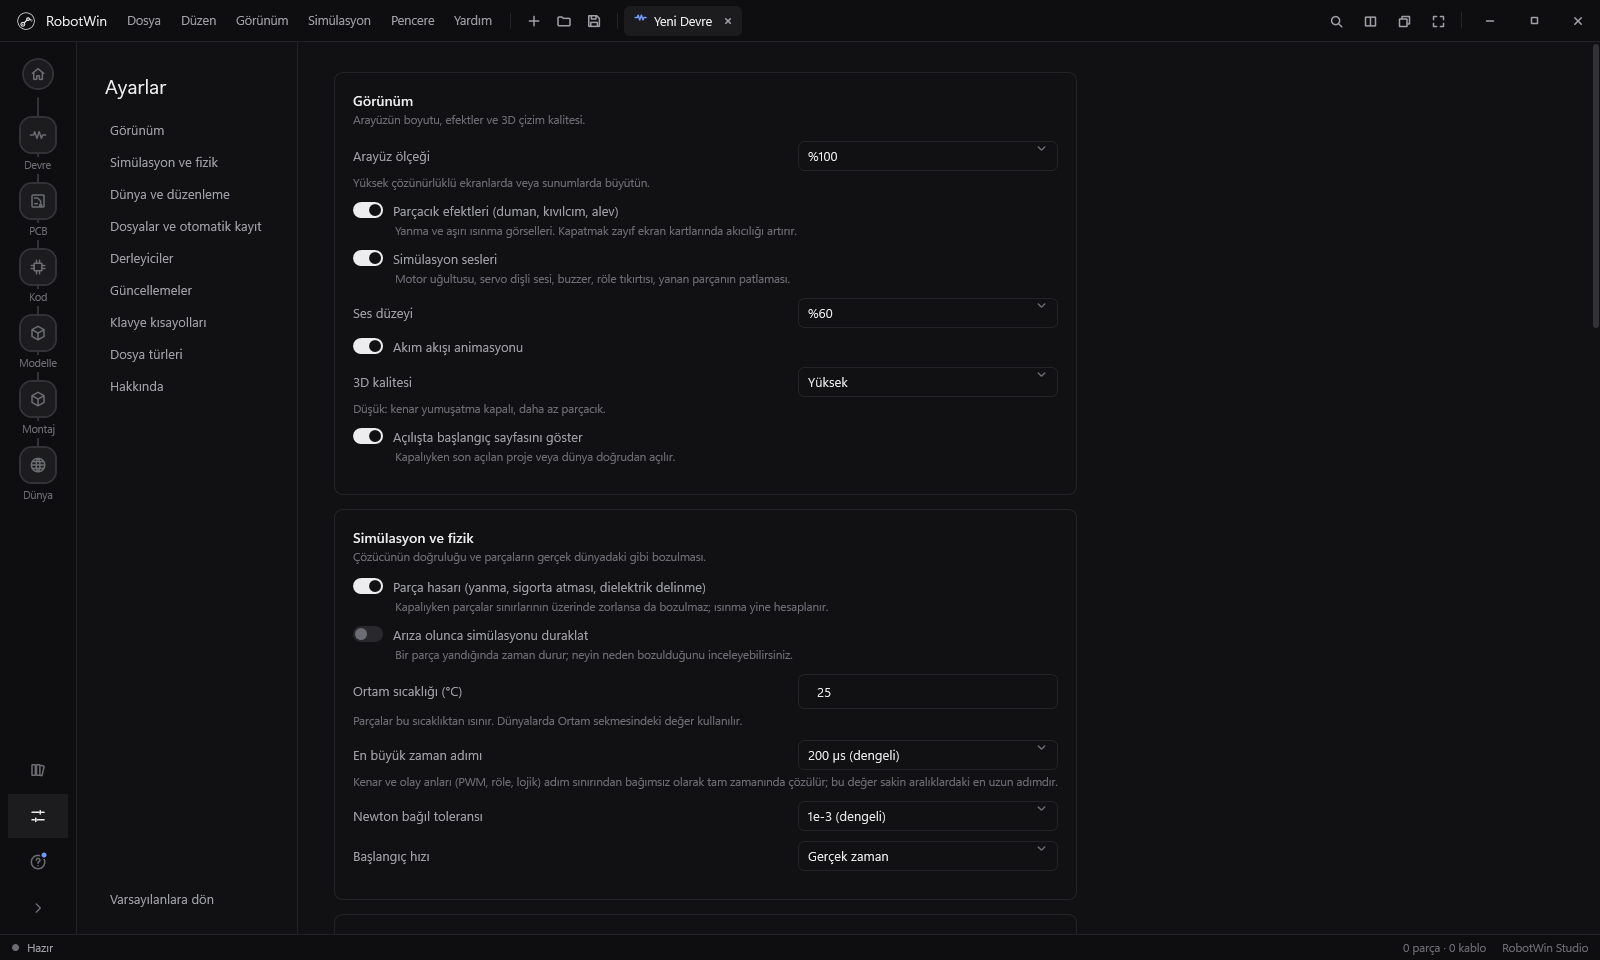 RobotWin Dosya Düzen Görünüm Simülasyon Pencere Yardım Yeni Devre
Devre
PCB
Kod
Modelle
Montaj
Dünya
Ayarlar
Görünüm
Simülasyon ve fizik
Dünya ve düzenleme
Dosyalar ve otomatik kayıt
Derleyiciler
Güncellemeler
Klavye kısayolları
Dosya türleri
Hakkında
Varsayılanlara dön
Görünüm
Arayüzün boyutu, efektler ve 3D çizim kalitesi.
Arayüz ölçeği %100
Yüksek çözünürlüklü ekranlarda veya sunumlarda büyütün.
Parçacık efektleri (duman, kıvılcım, alev)
Yanma ve aşırı ısınma görselleri. Kapatmak zayıf ekran kartlarında akıcılığı artırır.
Simülasyon sesleri
Motor uğultusu, servo dişli sesi, buzzer, röle tıkırtısı, yanan parçanın patlaması.
Ses düzeyi %60
Akım akışı animasyonu
3D kalitesi Yüksek
Düşük: kenar yumuşatma kapalı, daha az parçacık.
Açılışta başlangıç sayfasını göster
Kapalıyken son açılan proje veya dünya doğrudan açılır.
Simülasyon ve fizik
Çözücünün doğruluğu ve parçaların gerçek dünyadaki gibi bozulması.
Parça hasarı (yanma, sigorta atması, dielektrik delinme)
Kapalıyken parçalar sınırlarının üzerinde zorlansa da bozulmaz; ısınma yine hesaplanır.
Arıza olunca simülasyonu duraklat
Bir parça yandığında zaman durur; neyin neden bozulduğunu inceleyebilirsiniz.
Ortam sıcaklığı (°C) 25
Parçalar bu sıcaklıktan ısınır. Dünyalarda Ortam sekmesindeki değer kullanılır.
En büyük zaman adımı 200 µs (dengeli)
Kenar ve olay anları (PWM, röle, lojik) adım sınırından bağımsız olarak tam zamanında çözülür; bu değer sakin aralıklardaki en uzun adımdır.
Newton bağıl toleransı 1e-3 (dengeli)
Başlangıç hızı Gerçek zaman
Hazır 0 parça · 0 kablo RobotWin Studio